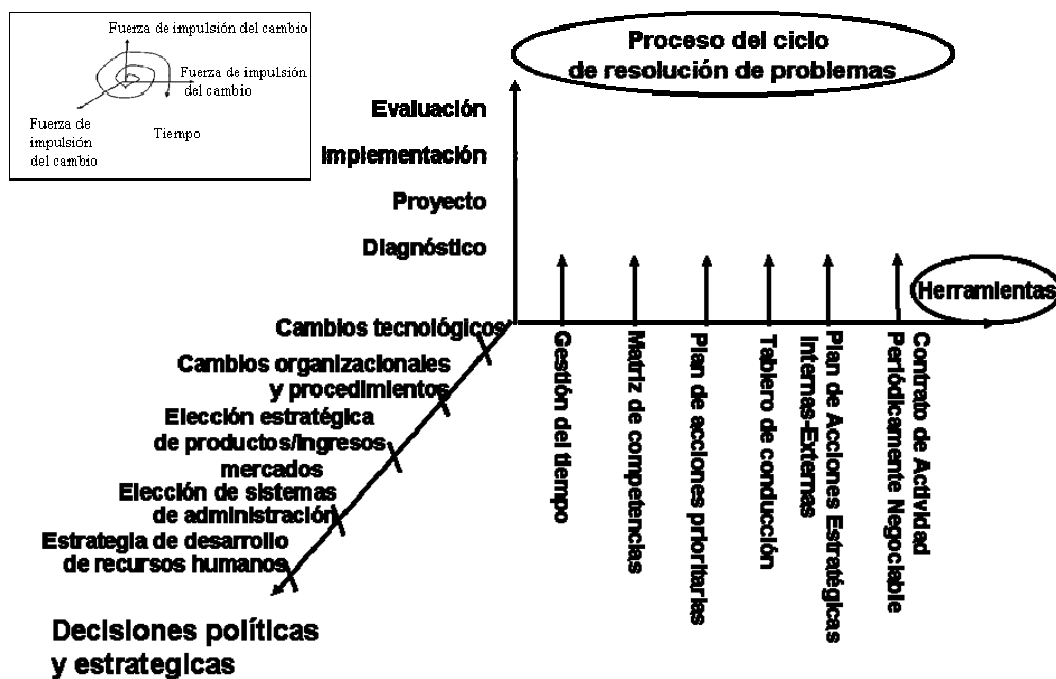 Fuerza de impulsión del cambio
Fuerza de impulsión
del cambio
Fuerza de
impulsión
del cambio
Tiempo
Proceso del ciclo
de resolución de problemas
Evaluación
Implementación
Proyecto
Diagnóstico
Herramientas
Cambios tecnológicos
Cambios organizacionales
y procedimientos
Elección estratégica
de productos/ingresos
mercados
Elección de sistemas
de administración
Estrategia de desarrollo
de recursos humanos
Decisiones políticas
y estrategicas
Gestión del tiempo
Matriz de competencias
Plan de acciones prioritarias
Tablero de conducción
Plan de Acciones Estratégicas
Internas-Externas
Contrato de Actividad
Periódicamente Negociable